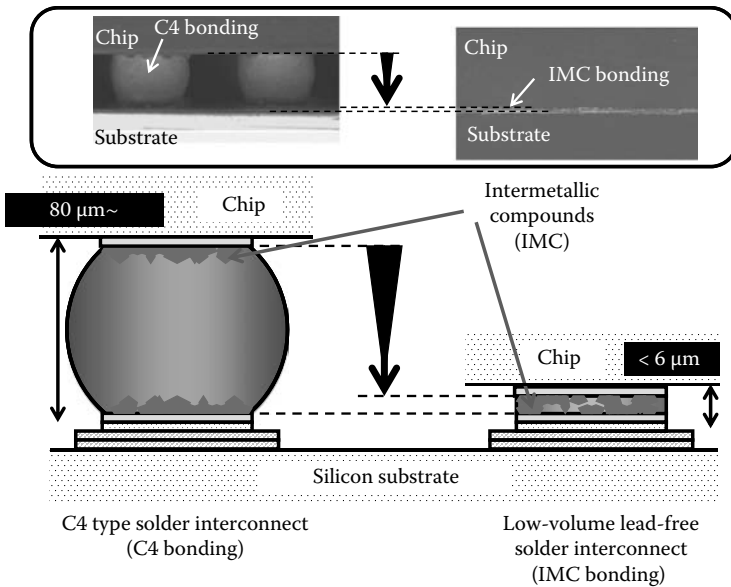 C4 bonding
Chip
Substrate
Chip
IMC bonding
Substrate
80 μm~
Chip
Intermetallic
compounds
(IMC)
Chip
< 6 μm
Silicon substrate
C4 type solder interconnect
(C4 bonding)
Low-volume lead-free
solder interconnect
(IMC bonding)